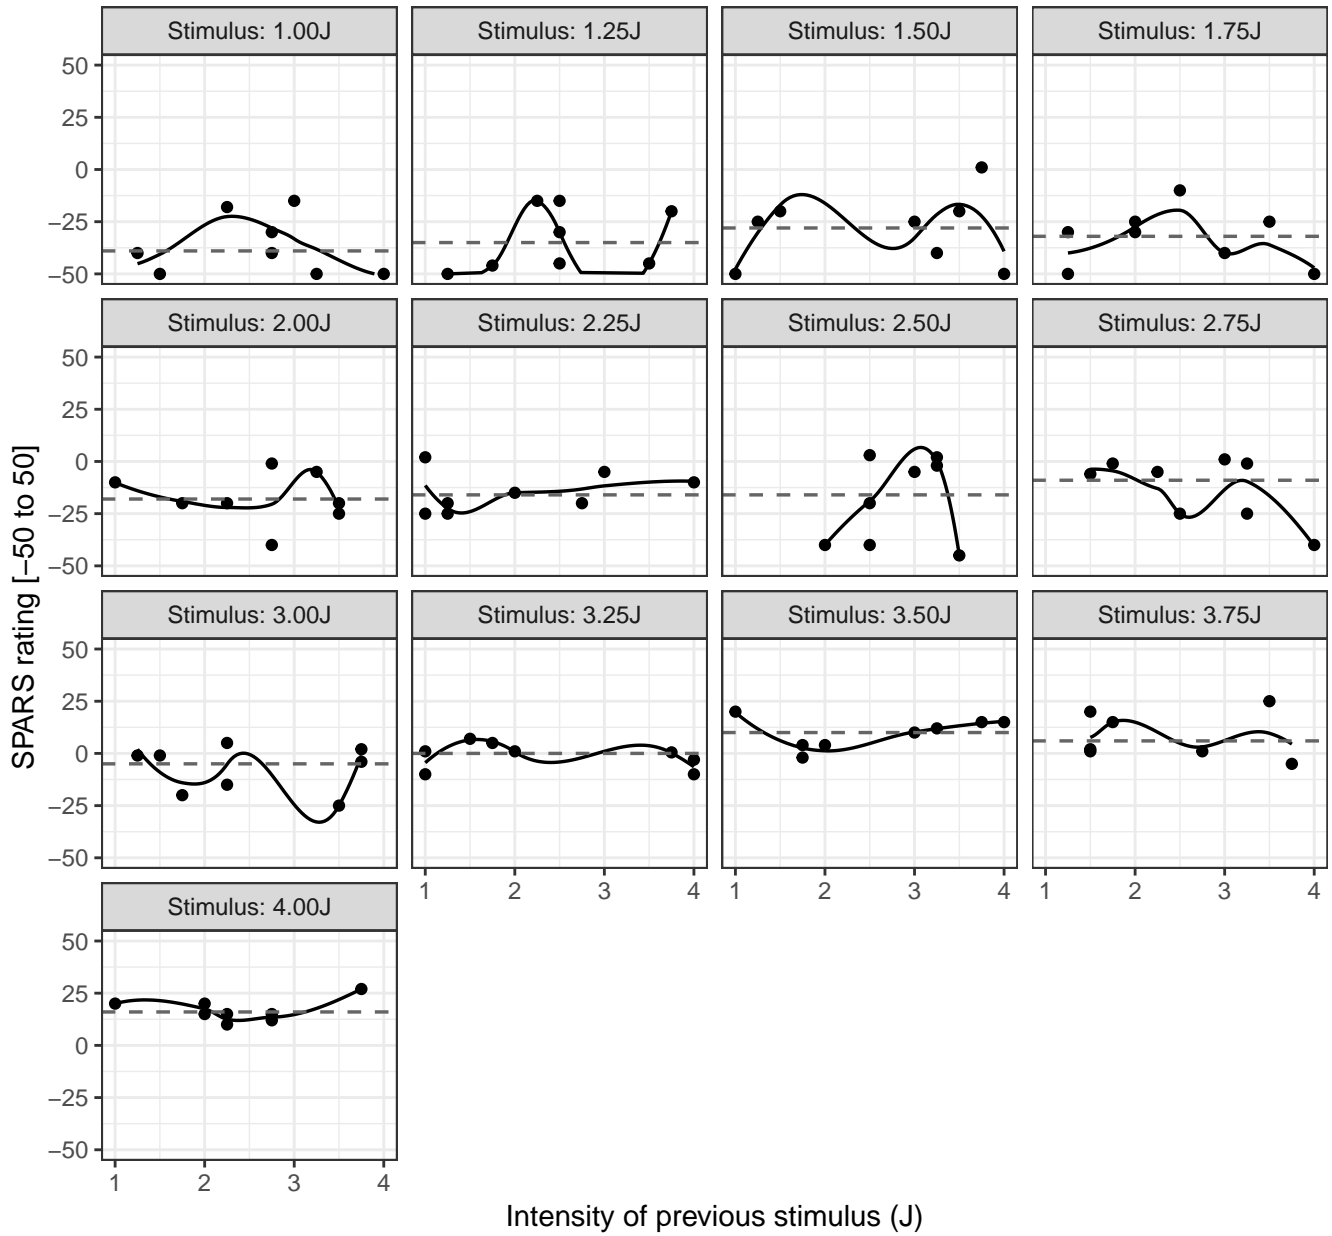 Stimulus: 1.00J Stimulus: 1.25J Stimulus: 1.50J Stimulus: 1.75J
50
25
0
−25
−50
Stimulus: 2.00J Stimulus: 2.25J Stimulus: 2.50J Stimulus: 2.75J
50
25
0
−25
−50
SPARS rating [−50 to 50]
Stimulus: 3.00J Stimulus: 3.25J Stimulus: 3.50J Stimulus: 3.75J
50
25
0
−25
−50
1 2 3 4 1 2 3 4 1 2 3 4
Stimulus: 4.00J
50
25
0
−25
−50
1 2 3 4
Intensity of previous stimulus (J)